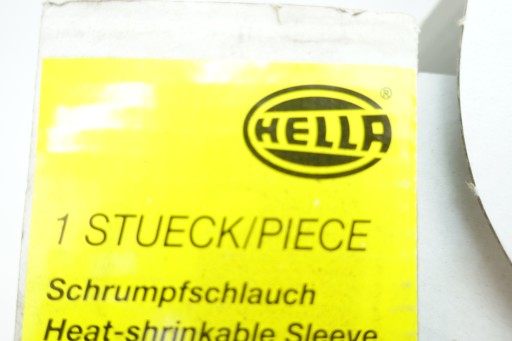 HELLA ®
1 STUECK/PIECE
Schrumpfschlauch
Heat-shrinkable Sleeve